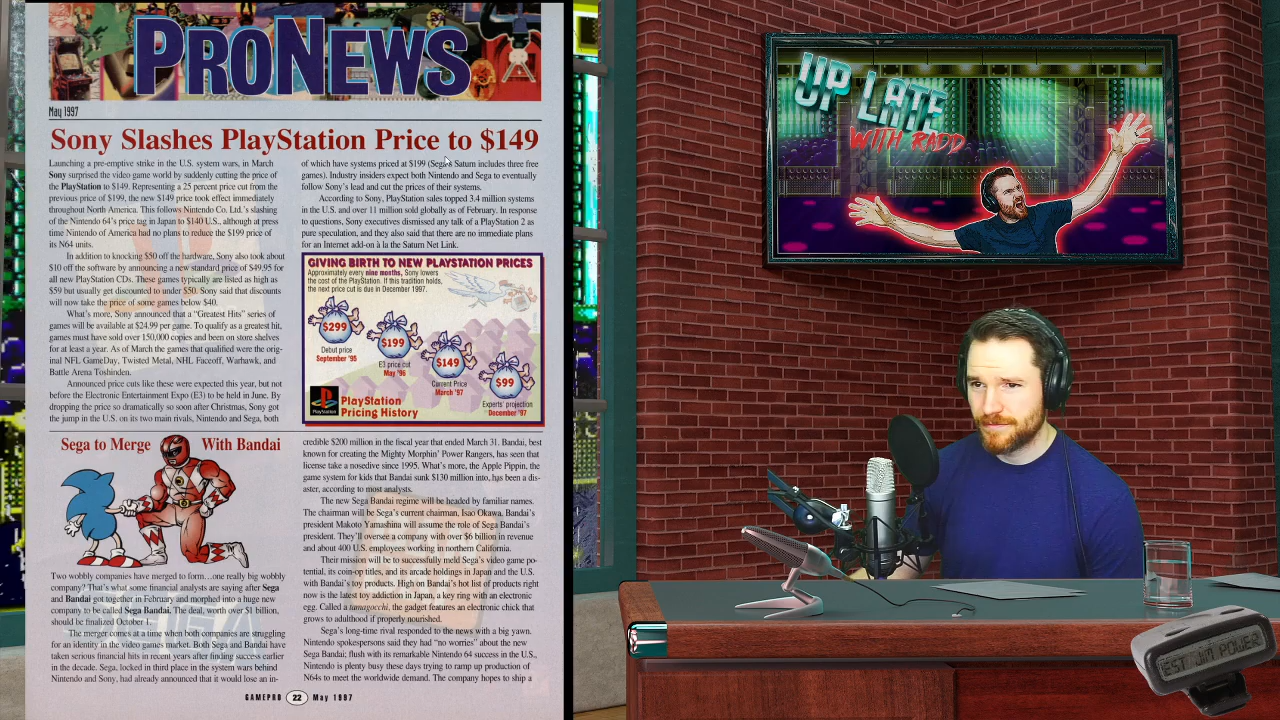 PRONEWS
May 1997
Sony Slashes PlayStation Price to $149
Launching a pre-emptive strike in the U.S. system wars, in March
Sony surprised the video game world by suddenly cutting the price of
the PlayStation to $149. Representing a 25 percent price cut from the
previous price of $199, the new $149 price took effect immediately
throughout North America. This follows Nintendo Co. Ltd.'s slashing
of the Nintendo 64's price tag in Japan to $140 U.S., although at press
time Nintendo of America had no plans to reduce the $199 price of
its N64 units.
In addition to knocking $50 off the hardware, Sony also took about
$10 off the software by announcing a new standard price of $49.95 for
all new PlayStation CDs. These games typically are listed as high as
$59 but usually get discounted to under $50. Sony said that discounts
will now take the price of some games below $40.
What's more, Sony announced that a "Greatest Hits" series of
games will be available at $24.99 per game. To qualify as a greatest hit,
games must have sold over 150,000 copies and been on store shelves
for at least a year. As of March the games that qualified were the orig-
inal NFL GameDay, Twisted Metal, NHL Faceoff, Warhawk, and
Battle Arena Toshinden.
Announced price cuts like these were expected this year, but not
before the Electronic Entertainment Expo (E3) to be held in June. By
dropping the price so dramatically so soon after Christmas, Sony got
the jump in the U.S. on its two main rivals, Nintendo and Sega, both
of which have systems priced at $199 (Sega's Saturn includes three free
games). Industry insiders expect both Nintendo and Sega to eventually
follow Sony's lead and cut the prices of their systems.
According to Sony, PlayStation sales topped 3.4 million systems
in the U.S. and over 11 million sold globally as of February. In response
to questions, Sony executives dismissed any talk of a PlayStation 2 as
pure speculation, and they also said that there are no immediate plans
for an Internet add-on à la the Saturn Net Link.
GIVING BIRTH TO NEW PLAYSTATION PRICES
Approximately every nine months, Sony lowers
the cost of the PlayStation. If this tradition holds,
the next price cut is due in December 1997.
$299
Debut price
September '95
$199
E3 price cut
May '96
$149
Current Price
March '97
$99
Experts' projection
December '97
PlayStation
PlayStation
Pricing History
Sega to Merge With Bandai
Two wobbly companies have merged to form…one really big wobbly
company? That's what some financial analysts are saying after Sega
and Bandai got together in February and morphed into a huge new
company to be called Sega Bandai. The deal, worth over $1 billion,
should be finalized October 1.
The merger comes at a time when both companies are struggling
for an identity in the video games market. Both Sega and Bandai have
taken serious financial hits in recent years after finding success earlier
in the decade. Sega, locked in third place in the system wars behind
Nintendo and Sony, had already announced that it would lose an in-
credible $200 million in the fiscal year that ended March 31. Bandai, best
known for creating the Mighty Morphin' Power Rangers, has seen that
license take a nosedive since 1995. What's more, the Apple Pippin, the
game system for kids that Bandai sunk $130 million into, has been a dis-
aster, according to most analysts.
The new Sega Bandai regime will be headed by familiar names.
The chairman will be Sega's current chairman, Isao Okawa. Bandai's
president Makoto Yamashina will assume the role of Sega Bandai's
president. They'll oversee a company with over $6 billion in revenue
and about 400 U.S. employees working in northern California.
Their mission will be to successfully meld Sega's video game po-
tential, its coin-op titles, and its arcade holdings in Japan and the U.S.
with Bandai's toy products. High on Bandai's hot list of products right
now is the latest toy addiction in Japan, a key ring with an electronic
egg. Called a tamagocchi, the gadget features an electronic chick that
grows to adulthood if properly nourished.
Sega's long-time rival responded to the news with a big yawn.
Nintendo spokespersons said they had "no worries" about the new
Sega Bandai; flush with its remarkable Nintendo 64 success in the U.S.,
Nintendo is plenty busy these days trying to ramp up production of
N64s to meet the worldwide demand. The company hopes to ship a
GAMEPRO 22 May 1997
UP LATE
WITH RADD
EST JIM POWER